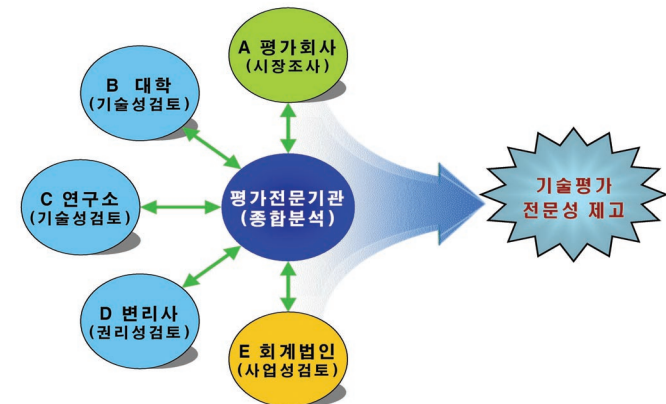 A 평가회사
(시장조사)
B 대학
(기술성검토)
C 연구소
(기술성검토)
평가전문기관
(종합분석)
기술평가
전문성 제고
D 변리사
(권리성검토)
E 회계법인
(사업성검토)